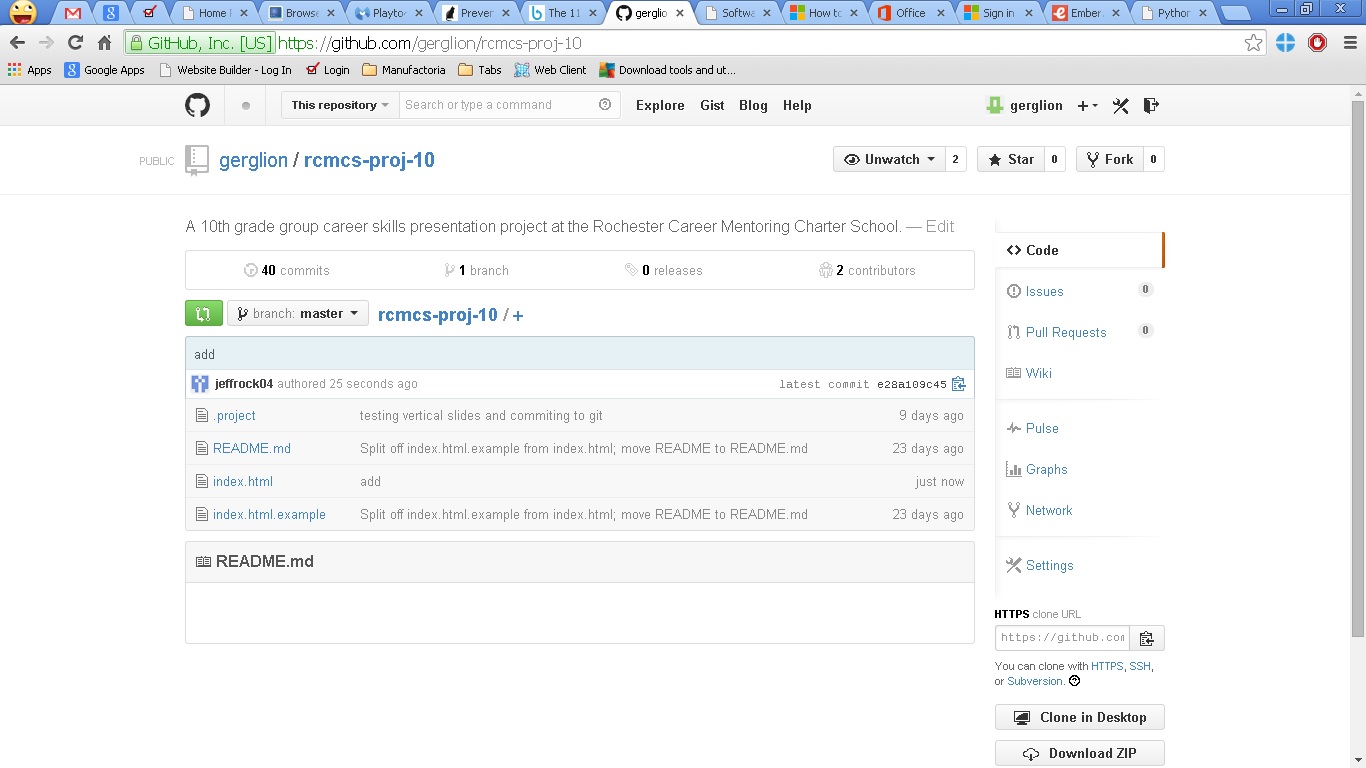 Home
Browse
Playto
Never
The 11
gerglio
Softwa
How to
Office
Sign in
Ember
Python
GitHub, Inc. [US] https://github.com/gerglion/rcmcs-proj-10
Apps Google Apps Website Builder - Log In Login Manufactoria Tabs Web Client Download tools and ut...
This repository Search or type a command Explore Gist Blog Help gerglion
PUBLIC gerglion / rcmcs-proj-10 Unwatch 2 Star 0 Fork 0
A 10th grade group career skills presentation project at the Rochester Career Mentoring Charter School. — Edit
40 commits 1 branch 0 releases 2 contributors
branch: master rcmcs-proj-10 / +
add
jeffrock04 authored 25 seconds ago latest commit e28a109c45
.project testing vertical slides and commiting to git 9 days ago
README.md Split off index.html.example from index.html; move README to README.md 23 days ago
index.html add just now
index.html.example Split off index.html.example from index.html; move README to README.md 23 days ago
README.md
Code
Issues 0
Pull Requests 0
Wiki
Pulse
Graphs
Network
Settings
HTTPS clone URL
https://github.com
You can clone with HTTPS, SSH,
or Subversion.
Clone in Desktop
Download ZIP